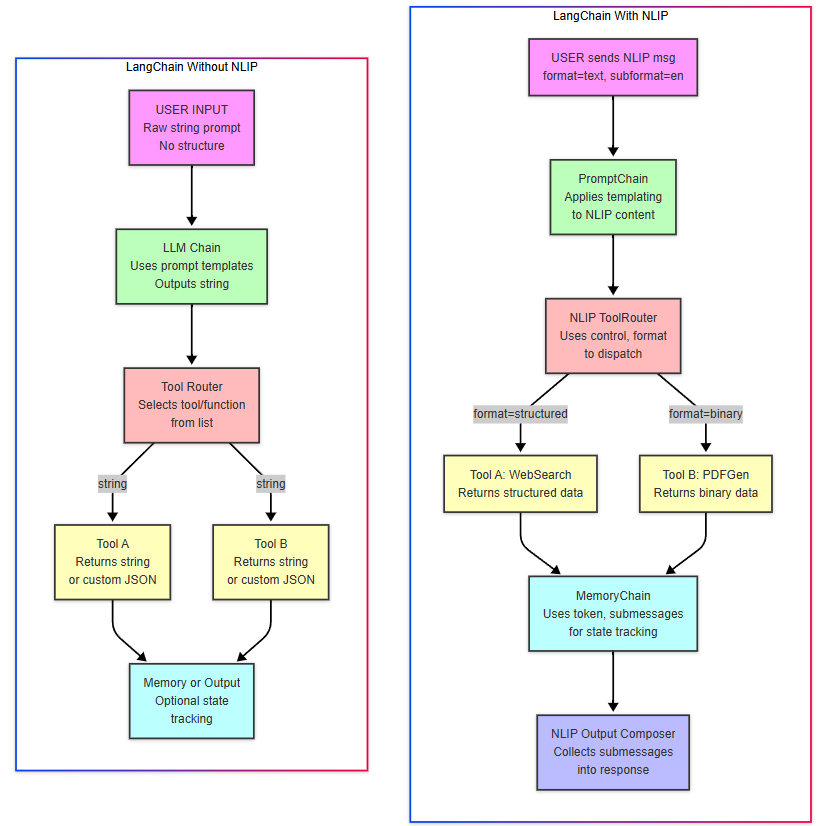 LangChain Without NLIP
USER INPUT
Raw string prompt
No structure
LLM Chain
Uses prompt templates
Outputs string
Tool Router
Selects tool/function
from list
string
string
Tool A
Returns string
or custom JSON
Tool B
Returns string
or custom JSON
Memory or Output
Optional state
tracking
LangChain With NLIP
USER sends NLIP msg
format=text, subformat=en
PromptChain
Applies templating
to NLIP content
NLIP ToolRouter
Uses control, format
to dispatch
format=structured
format=binary
Tool A: WebSearch
Returns structured data
Tool B: PDFGen
Returns binary data
MemoryChain
Uses token, submessages
for state tracking
NLIP Output Composer
Collects submessages
into response